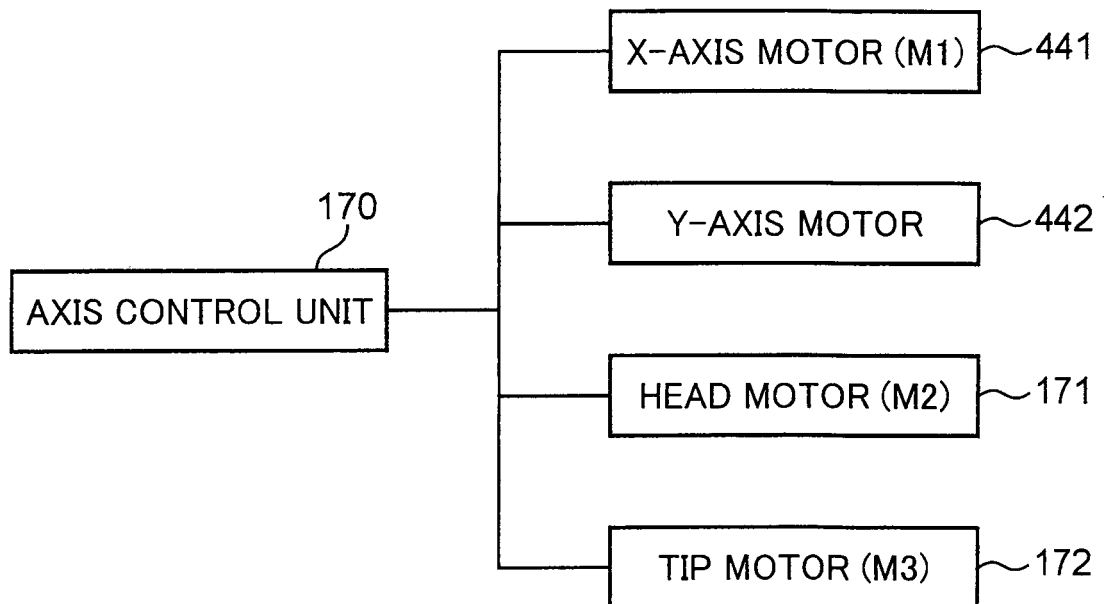 X-AXIS MOTOR (M1)
441
Y-AXIS MOTOR
442
170
AXIS CONTROL UNIT
HEAD MOTOR (M2)
171
TIP MOTOR (M3)
172